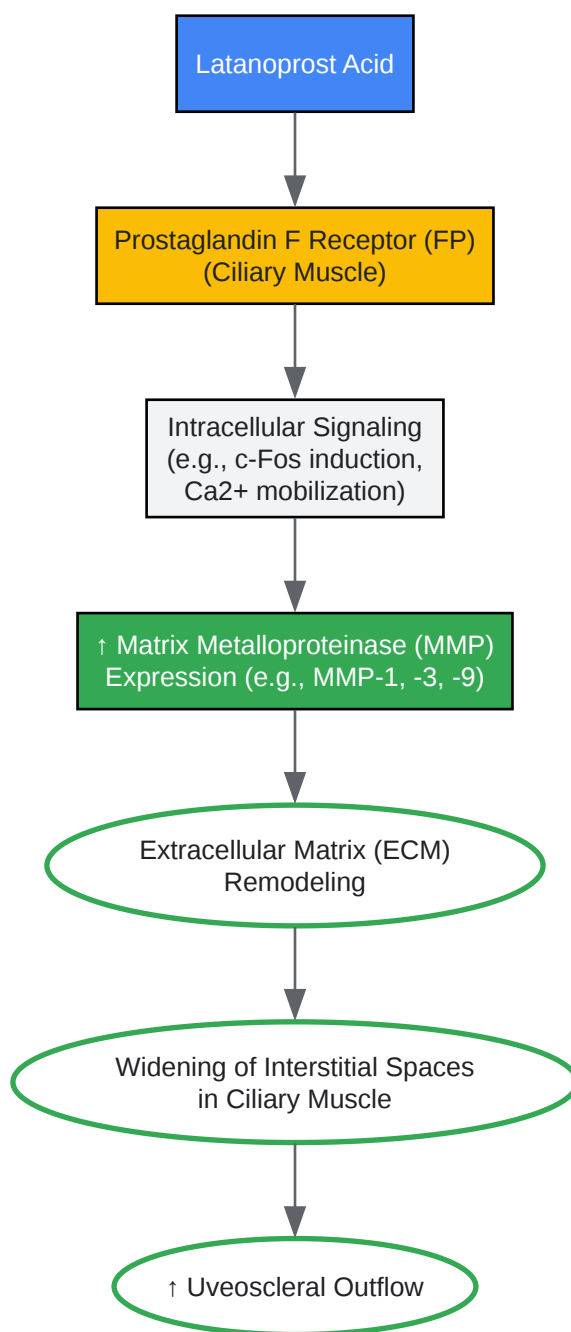 Latanoprost Acid
Prostaglandin F Receptor (FP)
(Ciliary Muscle)
Intracellular Signaling
(e.g., c-Fos induction,
Ca2+ mobilization)
↑ Matrix Metalloproteinase (MMP)
Expression (e.g., MMP-1, -3, -9)
Extracellular Matrix (ECM)
Remodeling
Widening of Interstitial Spaces
in Ciliary Muscle
↑ Uveoscleral Outflow